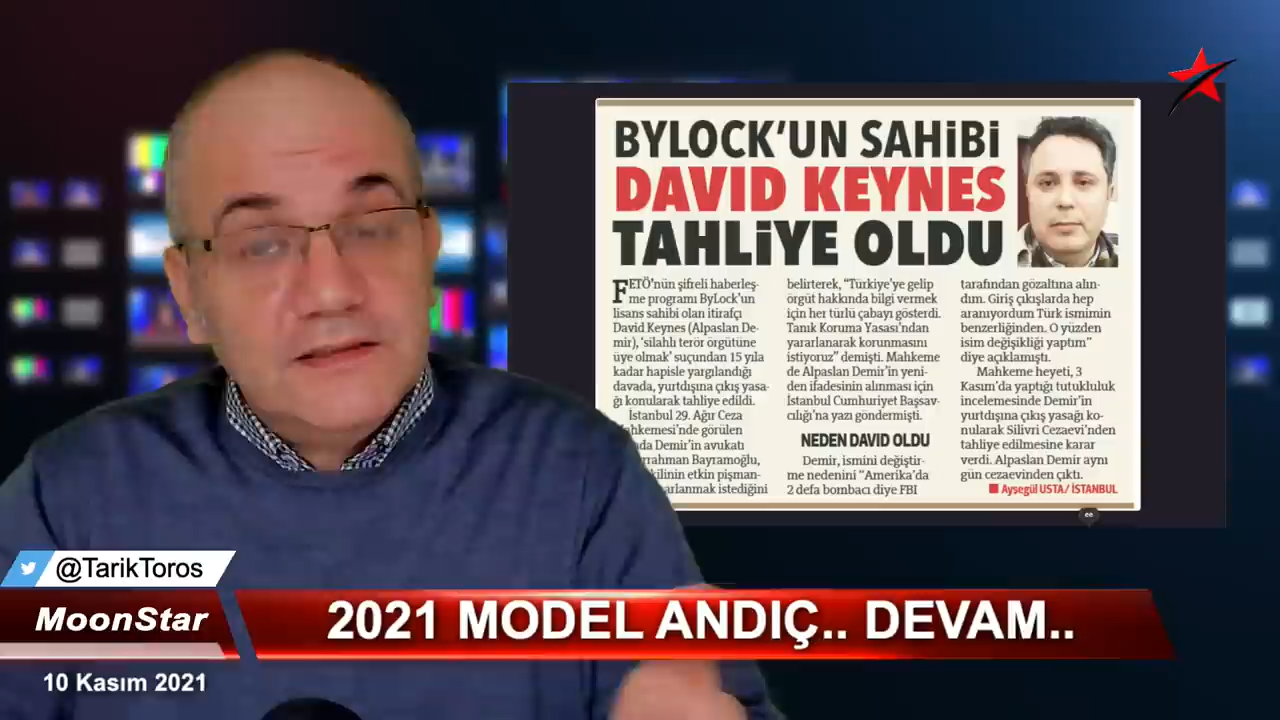 BYLOCK'UN SAHİBİ
DAVID KEYNES
TAHLİYE OLDU
FETÖ'nün şifreli haberleş-
me programı ByLock'un
lisans sahibi olan itirafçı
David Keynes (Alpaslan De-
mir), 'silahlı terör örgütüne
üye olmak' suçundan 15 yıla
kadar hapisle yargılandığı
davada, yurtdışına çıkış yasa-
ğı konularak tahliye edildi.
İstanbul 29. Ağır Ceza
görülen
Demir'in avukatı
Bayramoğlu,
etkin pişman-
istediğini
belirterek, "Türkiye'ye gelip
örgüt hakkında bilgi vermek
için her türlü çabayı gösterdi.
Tanık Koruma Yasası'ndan
yararlanarak korunmasını
istiyoruz" demişti. Mahkeme
de Alpaslan Demir'in yeni-
den ifadesinin alınması için
İstanbul Cumhuriyet Başsav-
cılığı'na yazı göndermişti.
NEDEN DAVID OLDU
Demir, ismini değiştir-
me nedenini "Amerika'da
2 defa bombacı diye FBI
tarafından gözaltına alın-
dım. Giriş çıkışlarda hep
aranıyordum Türk ismimin
benzerliğinden. O yüzden
isim değişikliği yaptım"
diye açıklamıştı.
Mahkeme heyeti, 3
Kasım'da yaptığı tutukluluk
incelemesinde Demir'in
yurtdışına çıkış yasağı ko-
nularak Silivri Cezaevi'nden
tahliye edilmesine karar
verdi. Alpaslan Demir aynı
gün cezaevinden çıktı.
Ayşegül USTA/ İSTANBUL
@TarikToros
MoonStar
2021 MODEL ANDIÇ.. DEVAM..
10 Kasım 2021